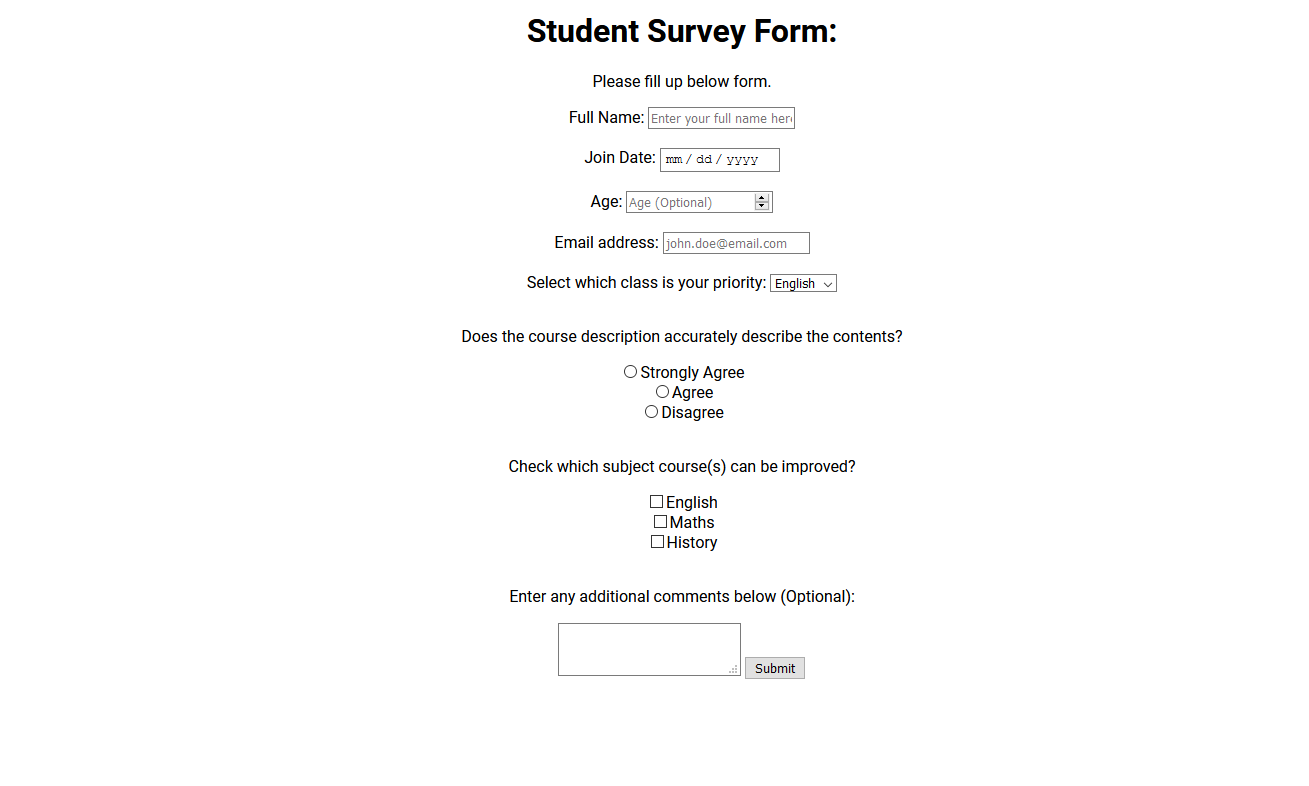 Student Survey Form:
Please fill up below form.
Full Name: Enter your full name her
Join Date: mm / dd / yyyy
Age: Age (Optional)
Email address: john.doe@email.com
Select which class is your priority: English
Does the course description accurately describe the contents?
Strongly Agree
Agree
Disagree
Check which subject course(s) can be improved?
English
Maths
History
Enter any additional comments below (Optional):
Submit